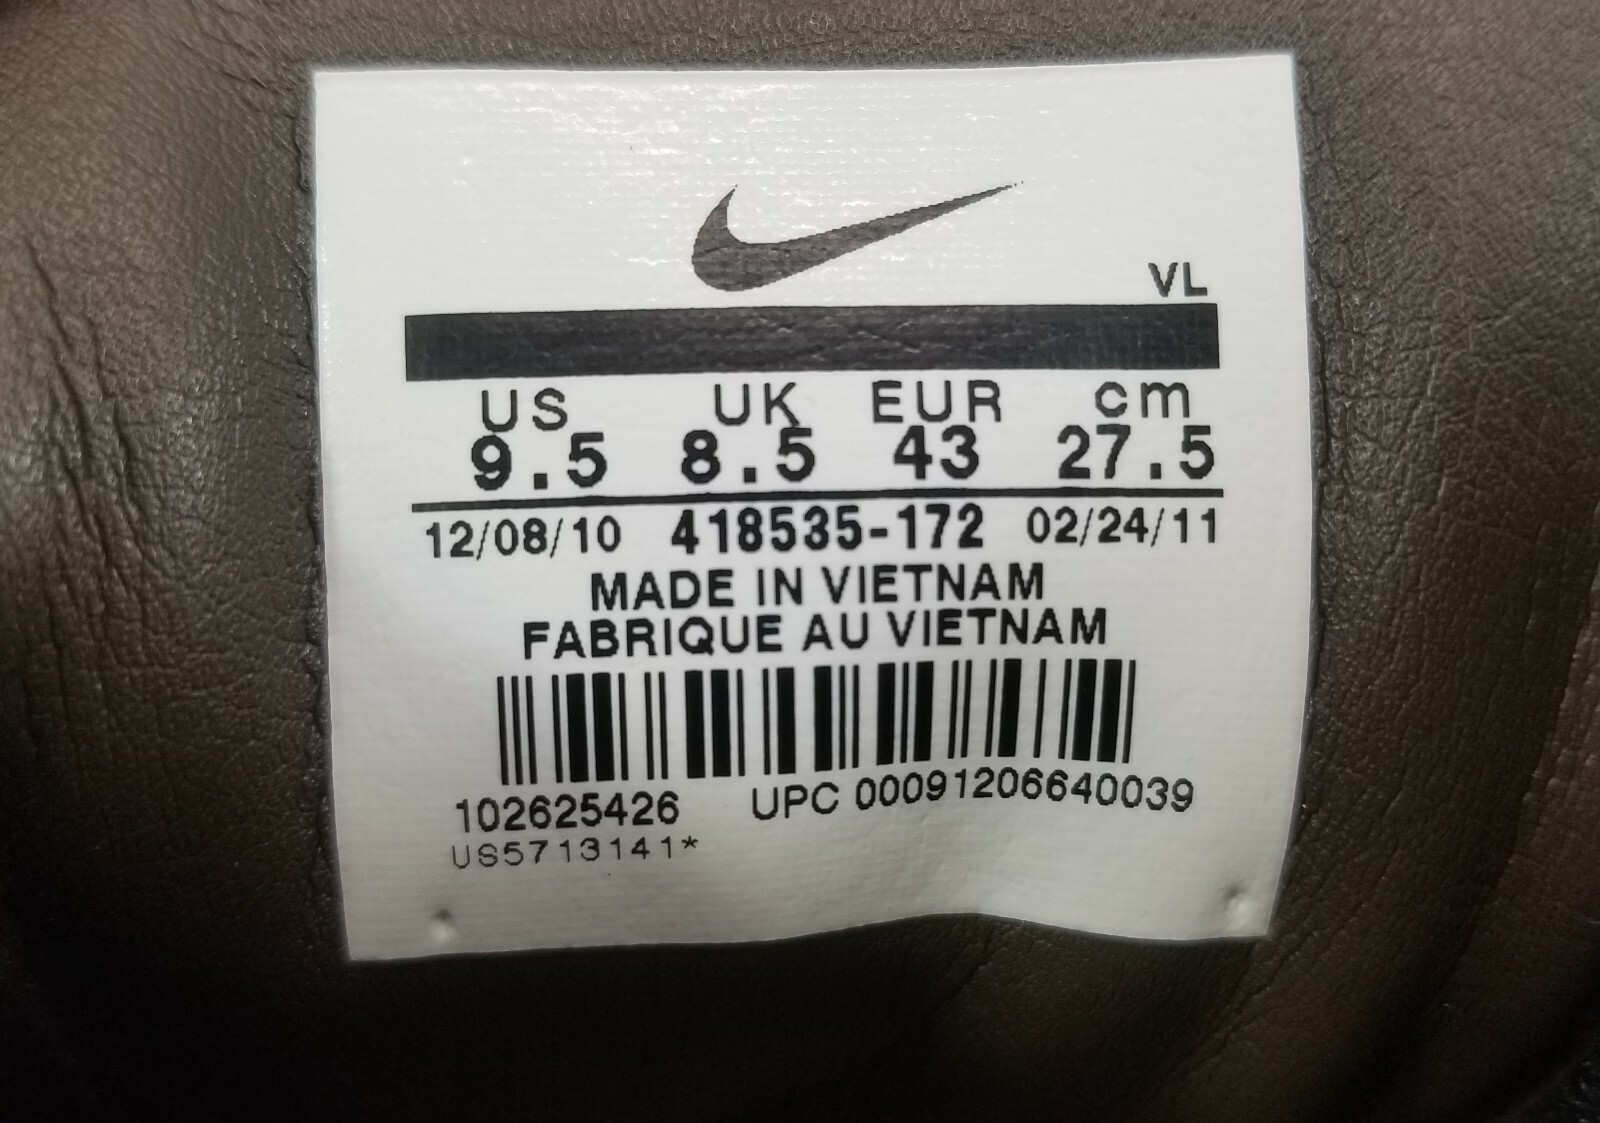 VL
US UK EUR cm
9.5 8.5 43 27.5
12/08/10 418535-172 02/24/11
MADE IN VIETNAM
FABRIQUE AU VIETNAM
102625426 UPC 00091206640039
US5713141*